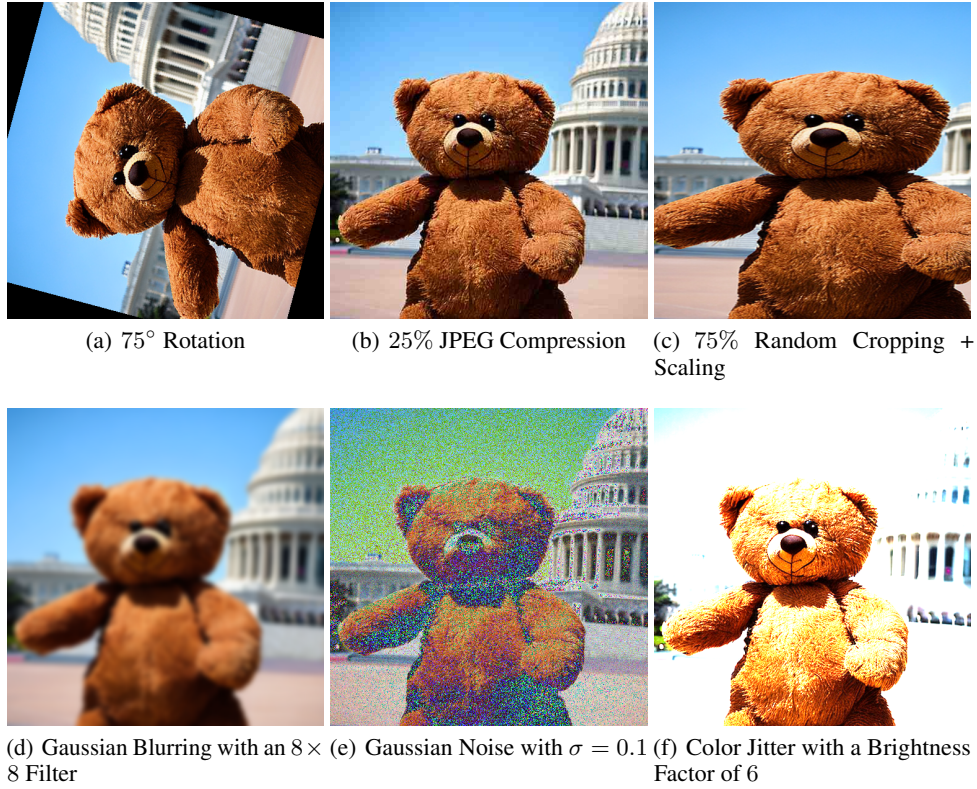 (a) 75° Rotation
(b) 25% JPEG Compression
(c) 75% Random Cropping +
Scaling
(d) Gaussian Blurring with an 8 ×
8 Filter
(e) Gaussian Noise with σ = 0.1
(f) Color Jitter with a Brightness
Factor of 6